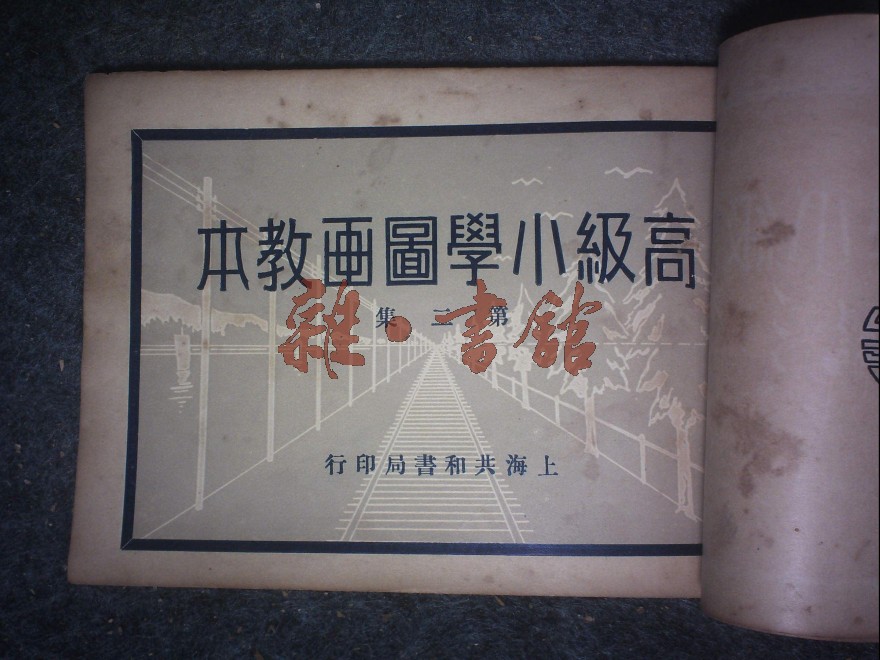 高級小學圖画教本
第 集
雜·書館
上海共和書局印行